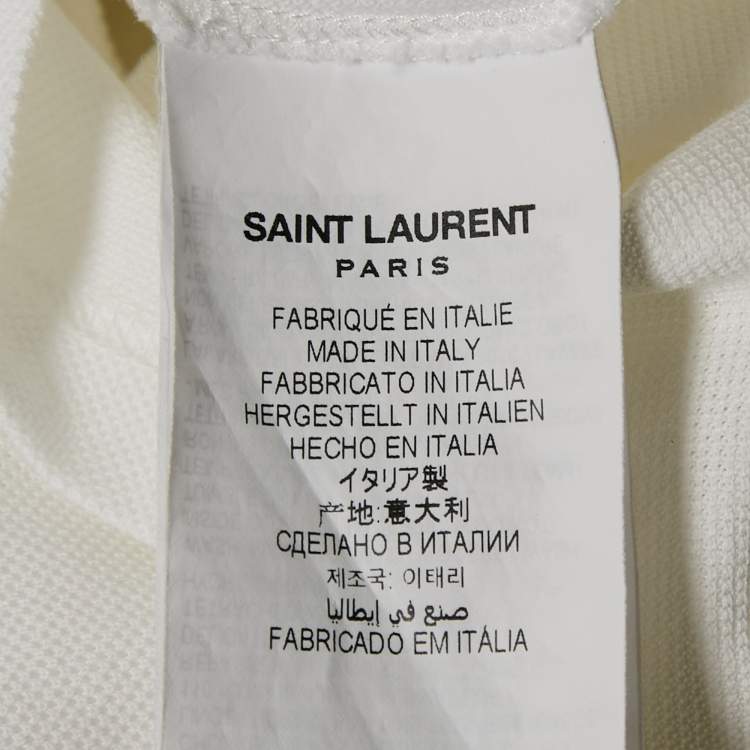 SAINT LAURENT
PARIS
FABRIQUÉ EN ITALIE
MADE IN ITALY
FABBRICATO IN ITALIA
HERGESTELLT IN ITALIEN
HECHO EN ITALIA
イタリア製
产地:意大利
СДЕЛАНО В ИТАЛИИ
제조국: 이태리
صنع في إيطاليا
FABRICADO EM ITÁLIA